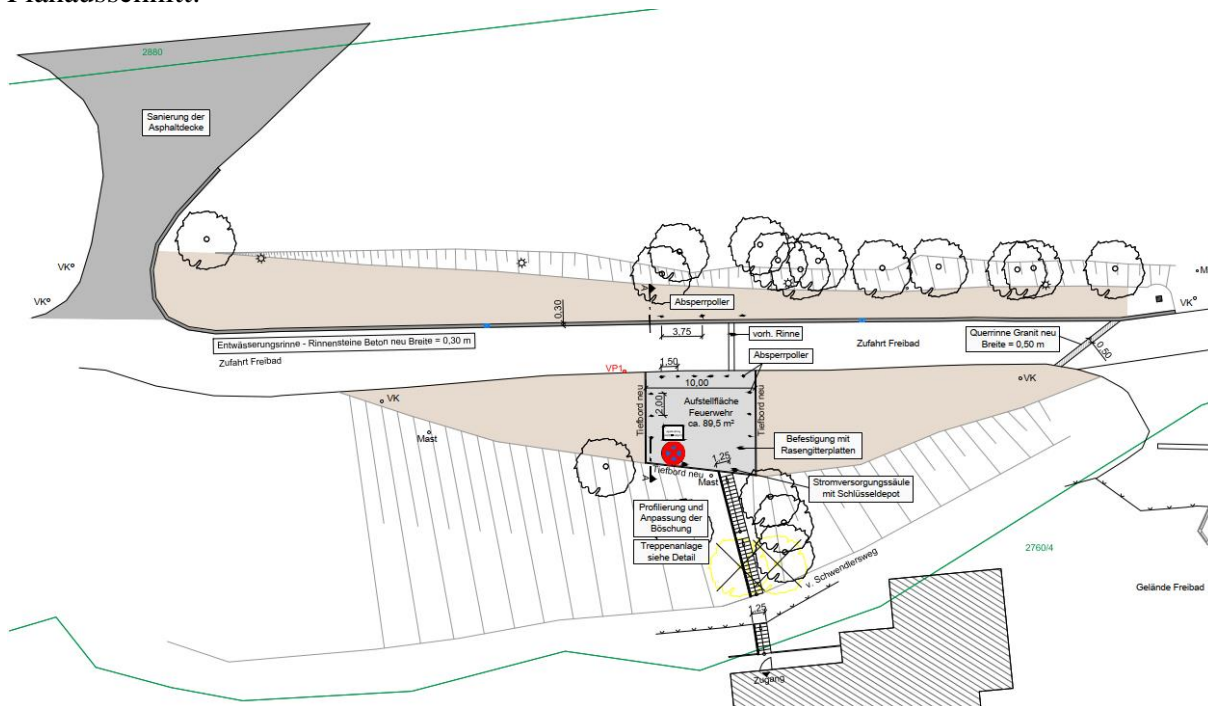 Planausschnitt:
2880
Sanierung der
Asphaltdecke
VK
VK
Absperrpoller
0,30
3,75
vorh. Rinne
Entwässerungsrinne - Rinnensteine Beton neu Breite = 0,30 m
Zufahrt Freibad
Zufahrt Freibad
Querrinne Granit neu
Breite = 0,50 m
0,50
M
VK
Absperrpoller
VP1
1,50
10,00
Tiefbord neu
2,00
Aufstellfläche
Feuerwehr
ca. 89,5 m²
Tiefbord neu
VK
VK
Mast
A
A
Befestigung mit
Rasengitterplatten
1,25
Tiefbord neu
Mast
Stromversorgungssäule
mit Schlüsseldepot
Profilierung und
Anpassung der
Böschung
Treppenanlage
siehe Detail
v. Schwendlersweg
2760/4
Gelände Freibad
1,25
Zugang